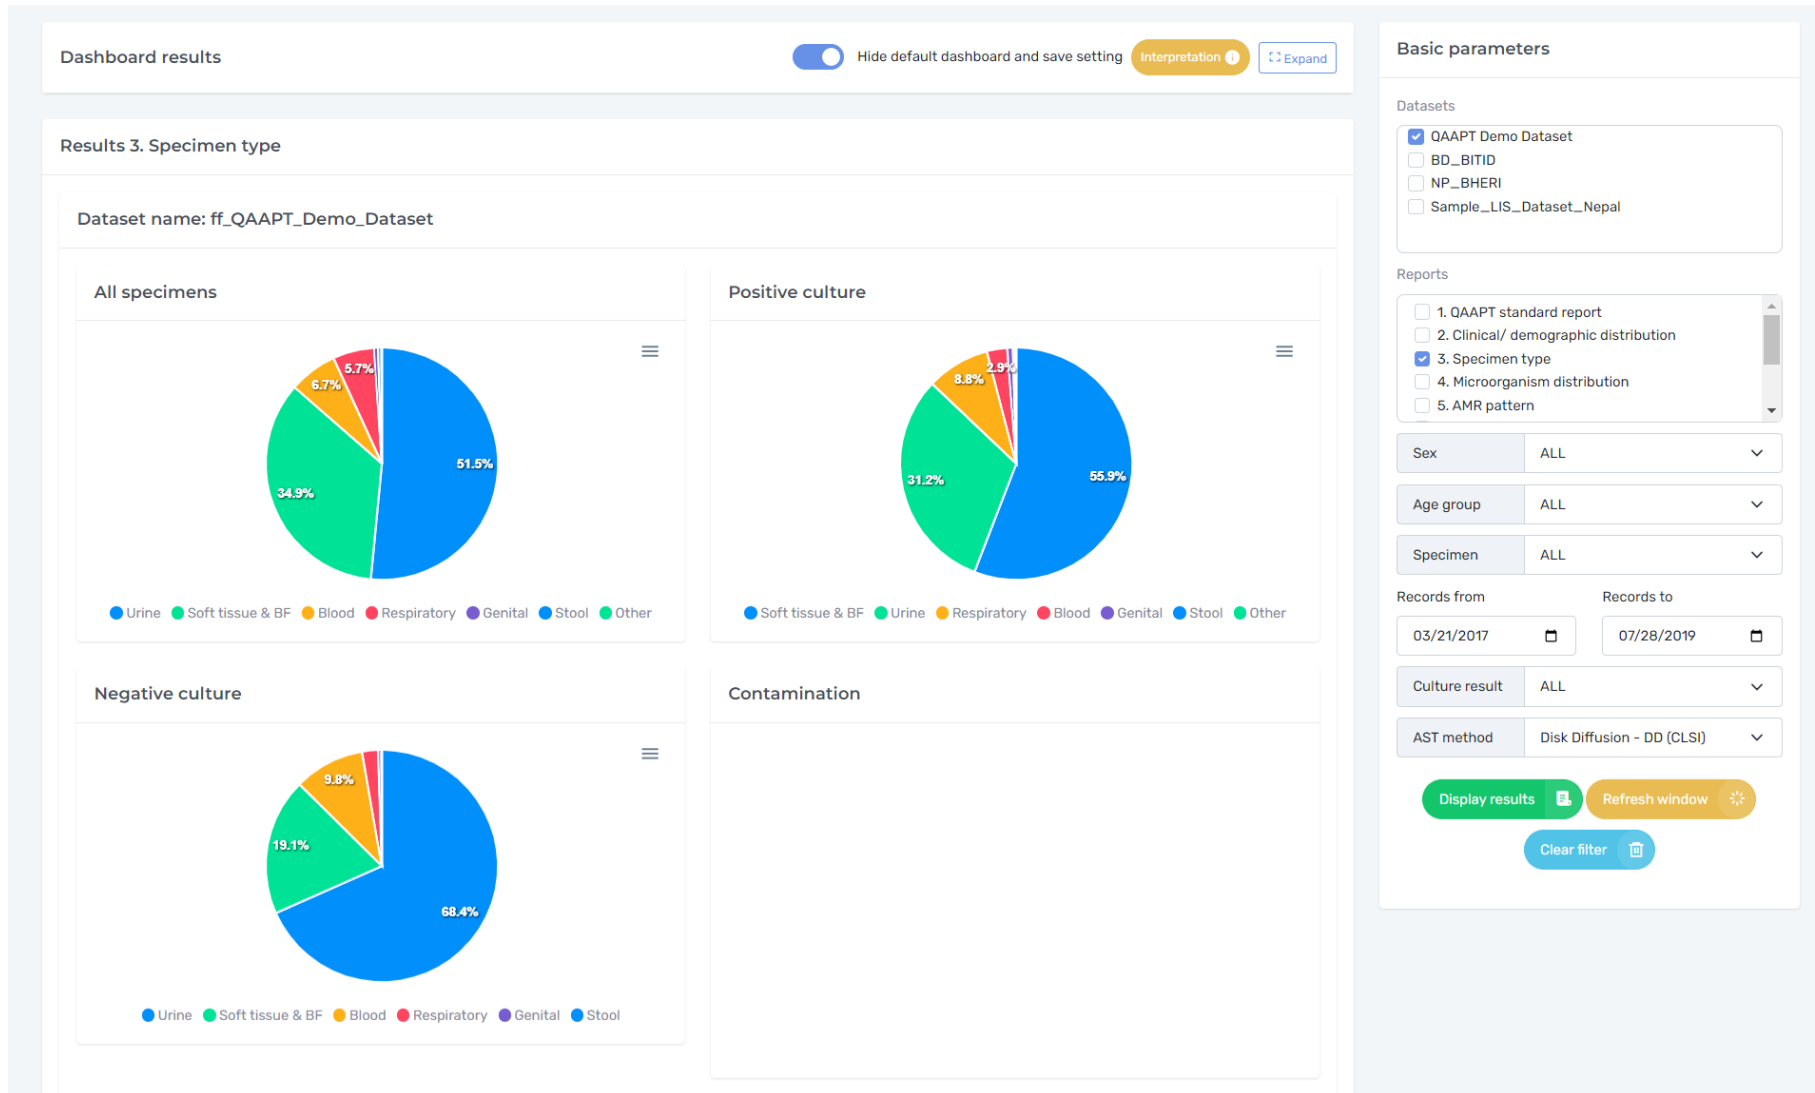 Dashboard results
Hide default dashboard and save setting
Interpretation
Expand
Results 3. Specimen type
Dataset name: ff_QAAPT_Demo_Dataset
All specimens
5.7%
6.7%
51.5%
34.9%
Urine Soft tissue & BF Blood Respiratory Genital Stool Other
Positive culture
2.9%
8.8%
55.9%
31.2%
Soft tissue & BF Urine Respiratory Blood Genital Stool Other
Negative culture
9.8%
19.1%
68.4%
Urine Soft tissue & BF Blood Respiratory Genital Stool
Contamination
Basic parameters
Datasets
QAAPT Demo Dataset
BD_BITID
NP_BHERI
Sample_LIS_Dataset_Nepal
Reports
1. QAAPT standard report
2. Clinical/ demographic distribution
3. Specimen type
4. Microorganism distribution
5. AMR pattern
Sex ALL
Age group ALL
Specimen ALL
Records from Records to
03/21/2017 07/28/2019
Culture result ALL
AST method Disk Diffusion - DD (CLSI)
Display results Refresh window
Clear filter